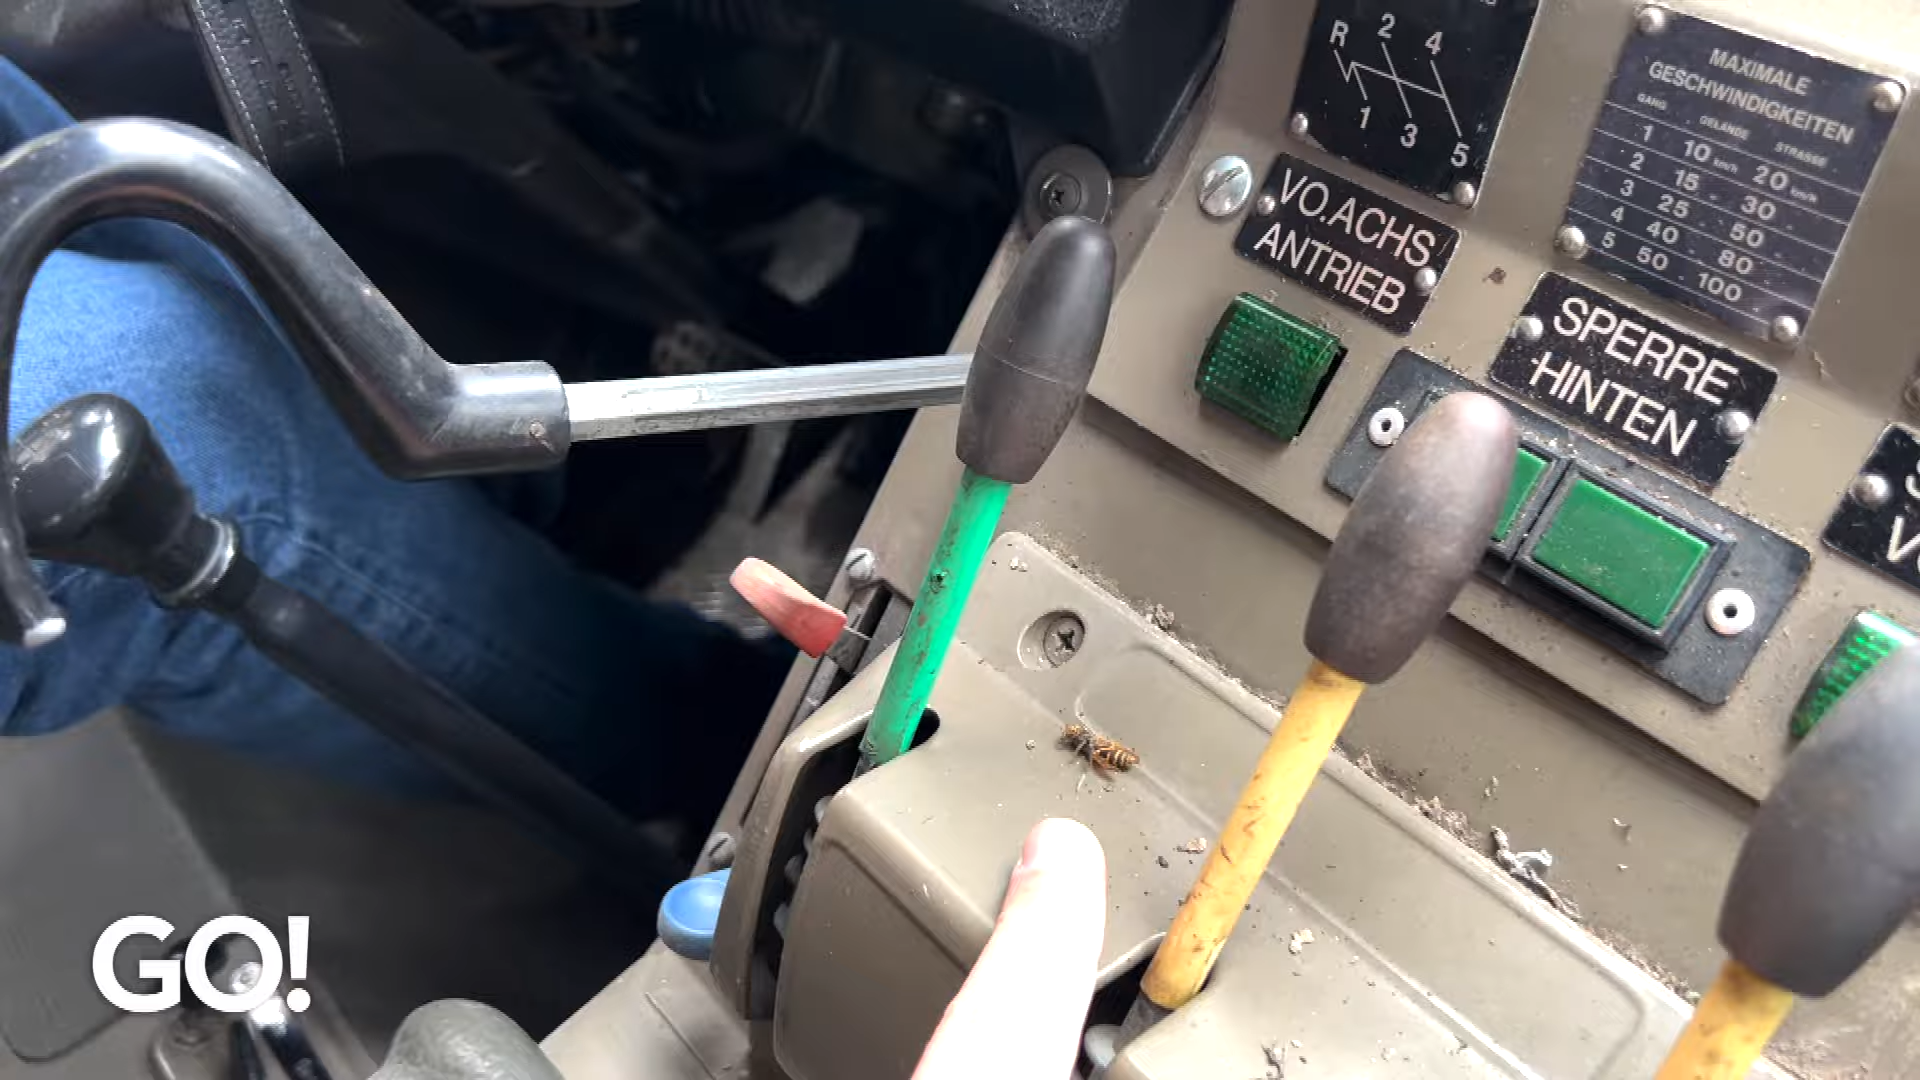 R 2 4
1 3 5
MAXIMALE
GESCHWINDIGKEITEN
GANG GELÄNDE STRASSE
1 10 km/h 20 km/h
2 15 - 30
3 25 - 50
4 40 - 80
5 50 - 100
VO.ACHS
ANTRIEB
SPERRE
HINTEN
GO!